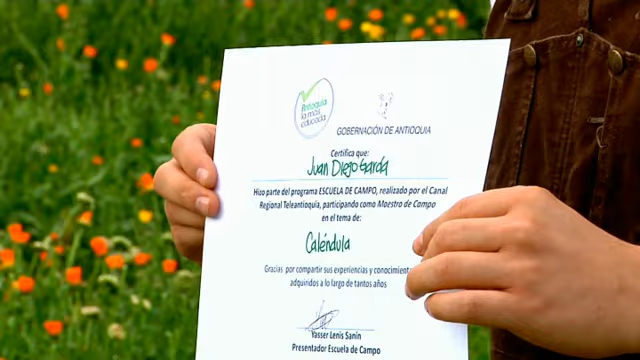 Antioquia
la más
educada
GOBERNACIÓN DE ANTIOQUIA
Certifica que:
Juan Diego García
Hizo parte del programa ESCUELA DE CAMPO, realizado por el Canal
Regional Teleantioquia, participando como Maestro de Campo
en el tema de:
Caléndula
Gracias por compartir sus experiencias y conocimiento
adquiridos a lo largo de tantos años
Yasser Lenis Sanín
Presentador Escuela de Campo